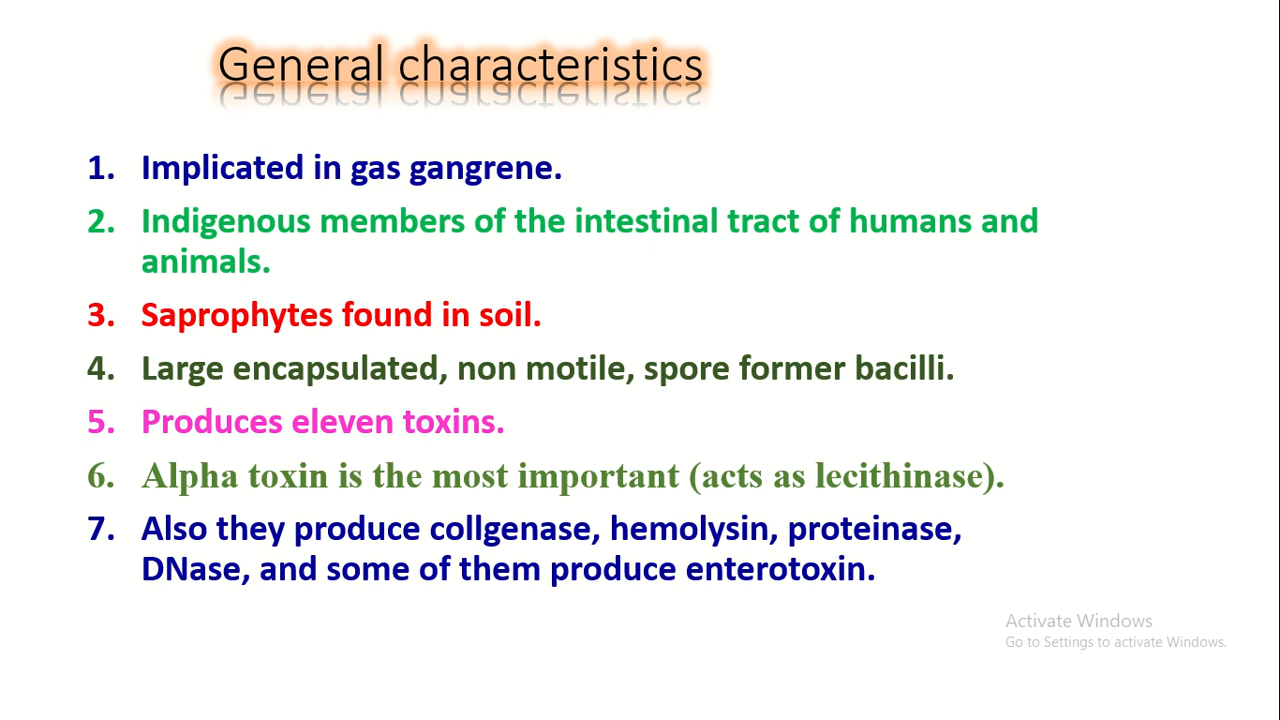 General characteristics
1. Implicated in gas gangrene.
2. Indigenous members of the intestinal tract of humans and
animals.
3. Saprophytes found in soil.
4. Large encapsulated, non motile, spore former bacilli.
5. Produces eleven toxins.
6. Alpha toxin is the most important (acts as lecithinase).
7. Also they produce collgenase, hemolysin, proteinase,
DNase, and some of them produce enterotoxin.
Activate Windows
Go to Settings to activate Windows.